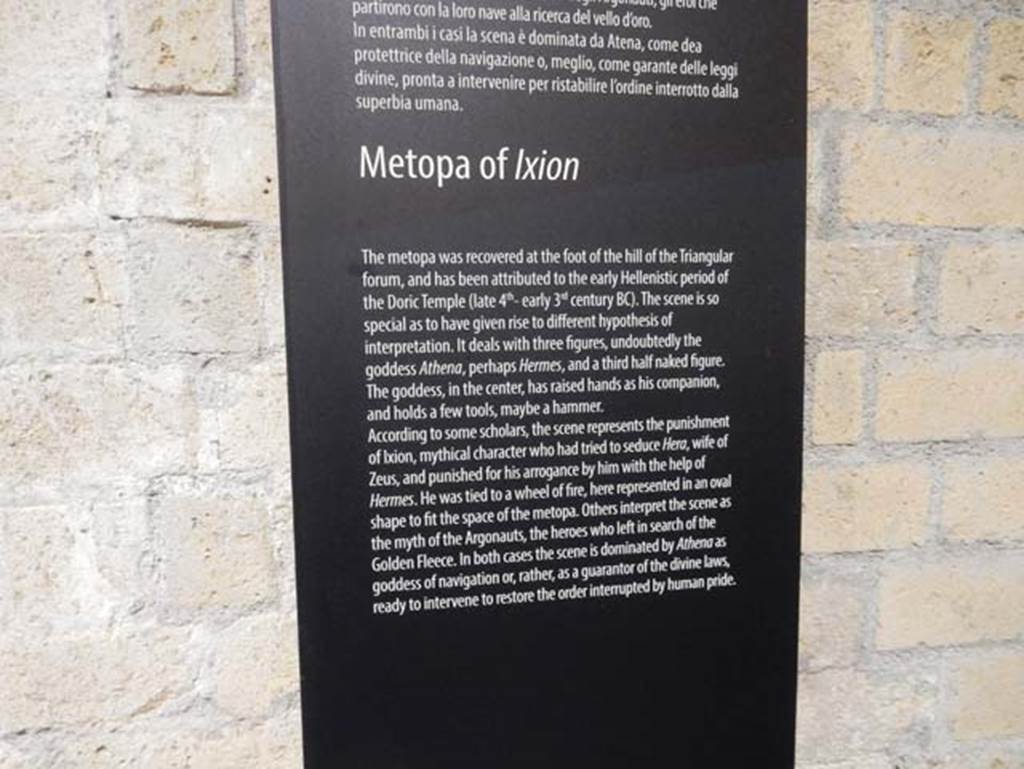 gli eroi che
partirono con la loro nave alla ricerca del vello d'oro.
In entrambi i casi la scena è dominata da Atena, come dea
protettrice della navigazione o, meglio, come garante delle leggi
divine, pronta a intervenire per ristabilire l'ordine interrotto dalla
superbia umana.
Metopa of Ixion
The metopa was recovered at the foot of the hill of the Triangular
forum, and has been attributed to the early Hellenistic period of
the Doric Temple (late 4th- early 3rd century BC). The scene is so
special as to have given rise to different hypothesis of
interpretation. It deals with three figures, undoubtedly the
goddess Athena, perhaps Hermes, and a third half naked figure.
The goddess, in the center, has raised hands as his companion,
and holds a few tools, maybe a hammer.
According to some scholars, the scene represents the punishment
of Ixion, mythical character who had tried to seduce Hera, wife of
Zeus, and punished for his arrogance by him with the help of
Hermes. He was tied to a wheel of fire, here represented in an oval
shape to fit the space of the metopa. Others interpret the scene as
the myth of the Argonauts, the heroes who left in search of the
Golden Fleece. In both cases the scene is dominated by Athena as
goddess of navigation or, rather, as a guarantor of the divine laws,
ready to intervene to restore the order interrupted by human pride.